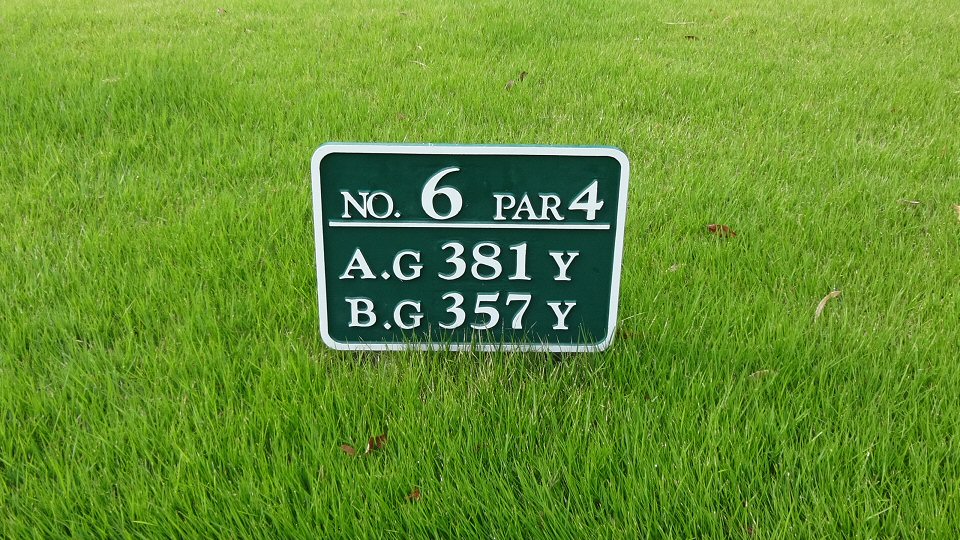 NO. 6 PAR 4
A.G 381 Y
B.G 357 Y